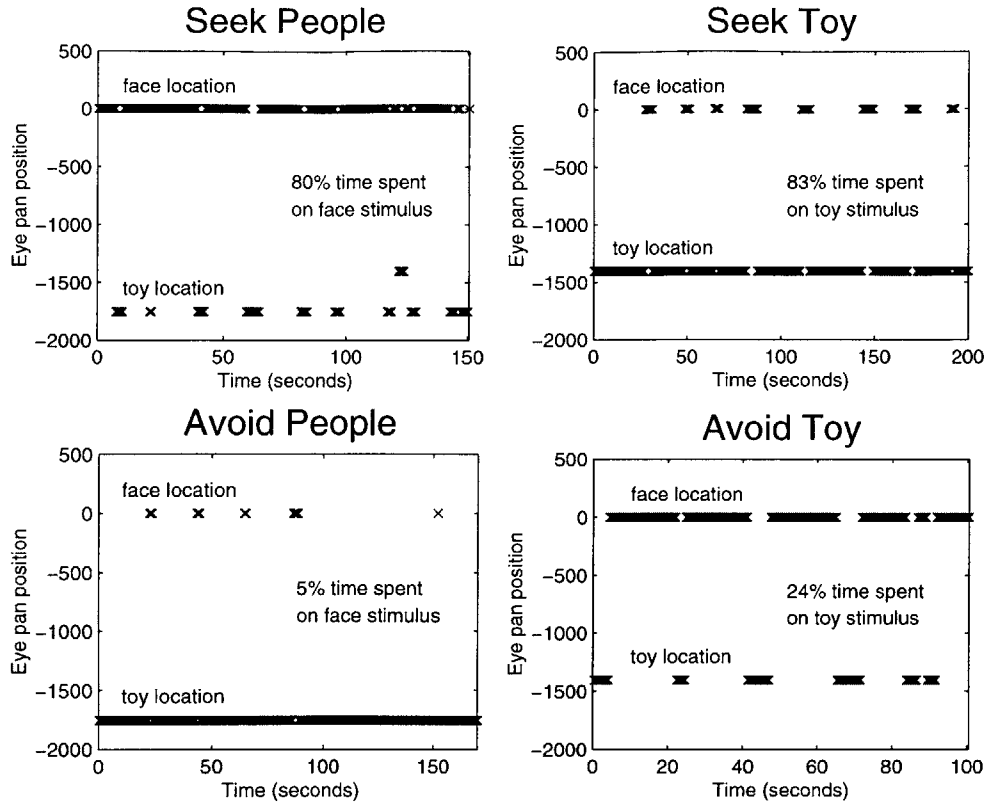 Seek People
500
0
−500
−1000
−1500
−2000
Eye pan position
face location
80% time spent
on face stimulus
toy location
0
50
100
150
Time (seconds)
Seek Toy
500
0
−500
−1000
−1500
−2000
Eye pan position
face location
83% time spent
on toy stimulus
toy location
0
50
100
150
200
Time (seconds)
Avoid People
500
0
−500
−1000
−1500
−2000
Eye pan position
face location
5% time spent
on face stimulus
toy location
0
50
100
150
Time (seconds)
Avoid Toy
500
0
−500
−1000
−1500
−2000
Eye pan position
face location
24% time spent
on toy stimulus
toy location
0
20
40
60
80
100
Time (seconds)